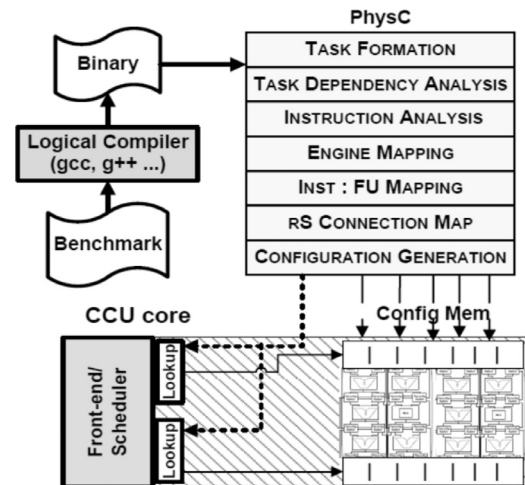 PhysC
Binary
TASK FORMATION
TASK DEPENDENCY ANALYSIS
INSTRUCTION ANALYSIS
ENGINE MAPPING
INST : FU MAPPING
RS CONNECTION MAP
CONFIGURATION GENERATION
Logical Compiler
(gcc, g++ ...)
Benchmark
CCU core
Config Mem
Front-end/
Scheduler
Lookup
Lookup